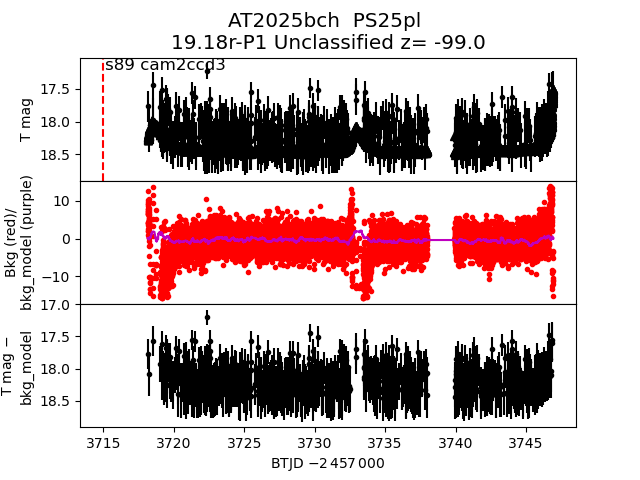 AT2025bch  PS25pl
19.18r-P1 Unclassified z= -99.0
s89 cam2ccd3
T mag
17.5
18.0
18.5
Bkg (red)/
bkg_model (purple)
10
0
−10
T mag −
bkg_model
17.0
17.5
18.0
18.5
3715 3720 3725 3730 3735 3740 3745
BTJD −2 457 000